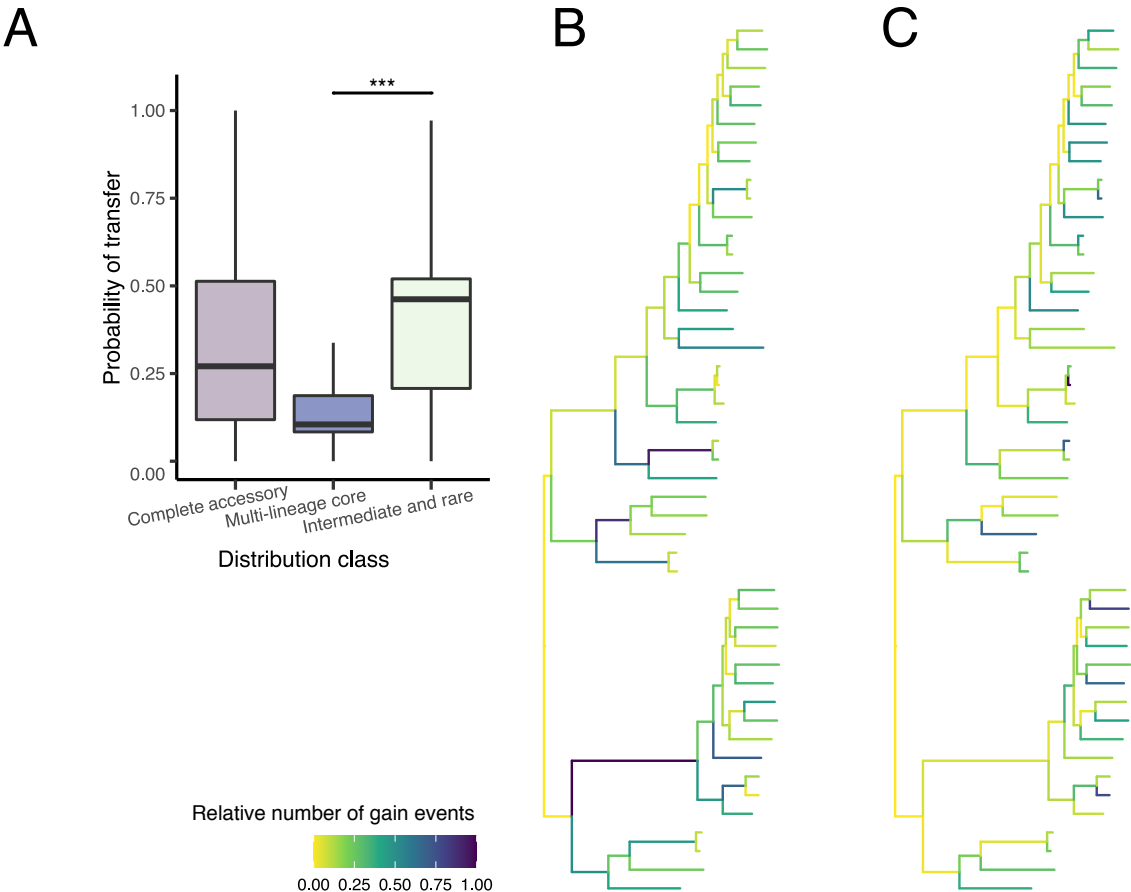 A
B
C
***
Probability of transfer
1.00
0.75
0.50
0.25
0.00
Complete accessory
Multi-lineage core
Intermediate and rare
Distribution class
Relative number of gain events
0.00 0.25 0.50 0.75 1.00